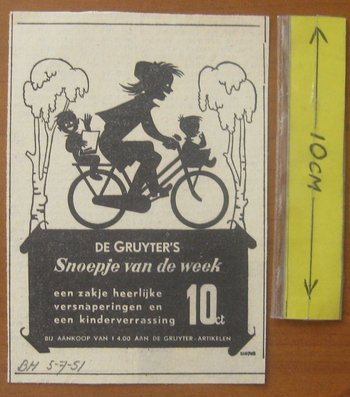 DE GRUYTER'S
Snoepje van de week
een zakje heerlijke
versnaperingen en
een kinderverrassing
10ct
BIJ AANKOOP VAN f 4.00 AAN DE GRUYTER-ARTIKELEN
BH 5-7-51
10CM